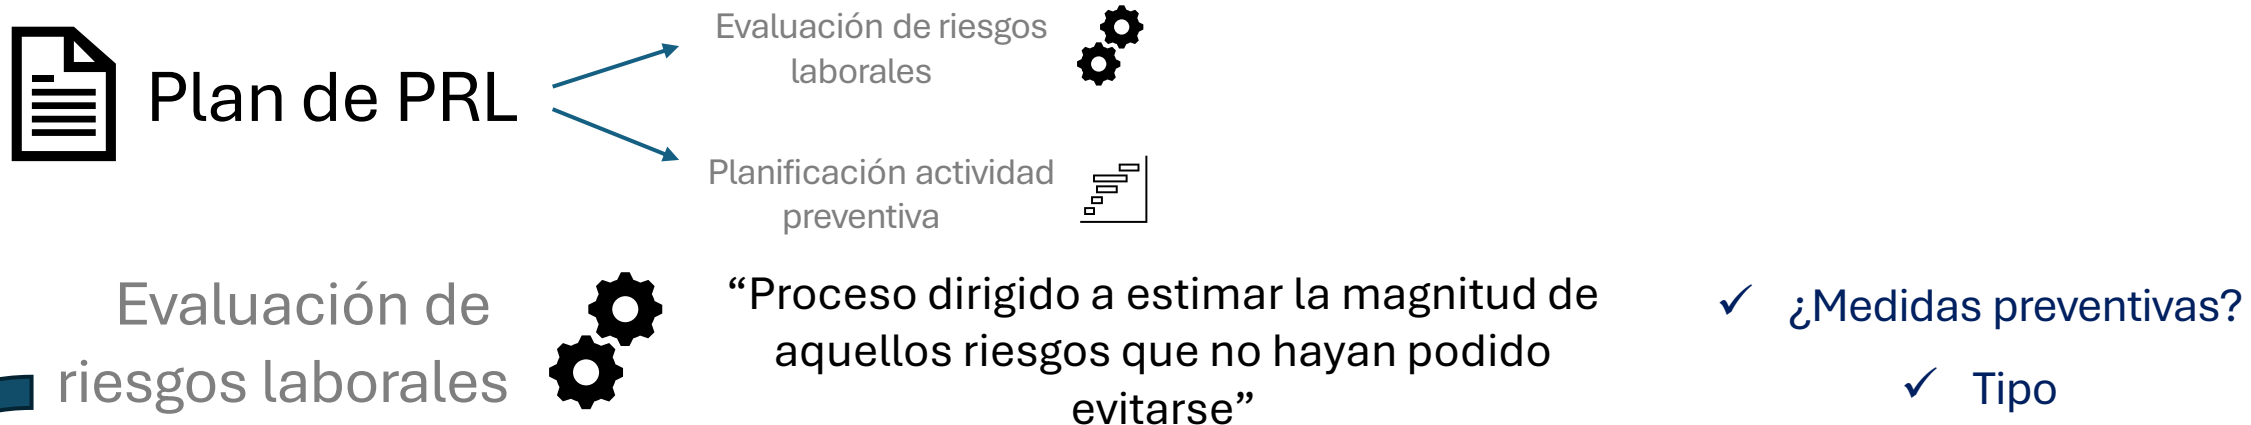 Evaluación de riesgos
laborales
Plan de PRL
Planificación actividad
preventiva
Evaluación de
riesgos laborales
“Proceso dirigido a estimar la magnitud de
aquellos riesgos que no hayan podido
evitarse”
✓ ¿Medidas preventivas?
✓ Tipo